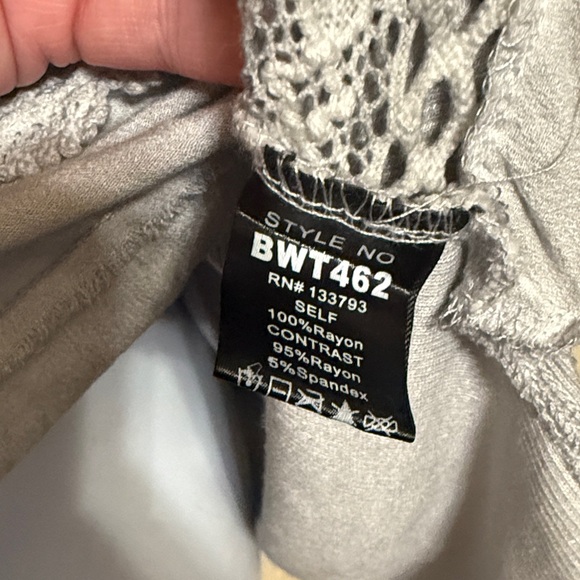 STYLE NO
BWT462
RN# 133793
SELF
100%Rayon
CONTRAST
95%Rayon
5%Spandex